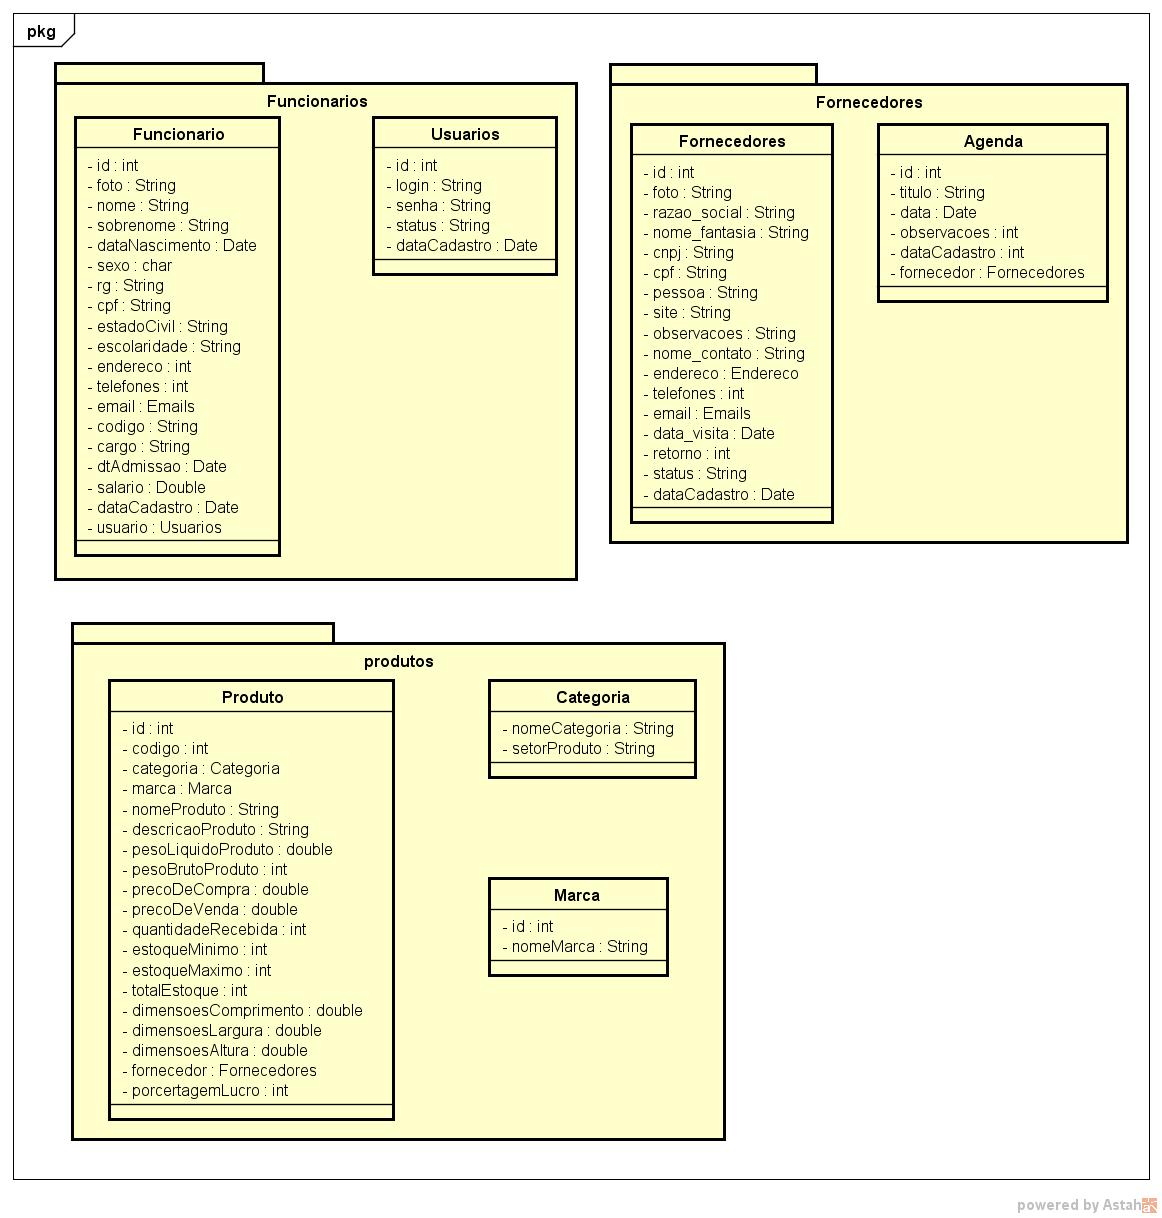 pkg
Funcionarios
Funcionario
- id : int
- foto : String
- nome : String
- sobrenome : String
- dataNascimento : Date
- sexo : char
- rg : String
- cpf : String
- estadoCivil : String
- escolaridade : String
- endereco : int
- telefones : int
- email : Emails
- codigo : String
- cargo : String
- dtAdmissao : Date
- salario : Double
- dataCadastro : Date
- usuario : Usuarios
Usuarios
- id : int
- login : String
- senha : String
- status : String
- dataCadastro : Date
Fornecedores
Fornecedores
- id : int
- foto : String
- razao_social : String
- nome_fantasia : String
- cnpj : String
- cpf : String
- pessoa : String
- site : String
- observacoes : String
- nome_contato : String
- endereco : Endereco
- telefones : int
- email : Emails
- data_visita : Date
- retorno : int
- status : String
- dataCadastro : Date
Agenda
- id : int
- titulo : String
- data : Date
- observacoes : int
- dataCadastro : int
- fornecedor : Fornecedores
produtos
Produto
- id : int
- codigo : int
- categoria : Categoria
- marca : Marca
- nomeProduto : String
- descricaoProduto : String
- pesoLiquidoProduto : double
- pesoBrutoProduto : int
- precoDeCompra : double
- precoDeVenda : double
- quantidadeRecebida : int
- estoqueMinimo : int
- estoqueMaximo : int
- totalEstoque : int
- dimensoesComprimento : double
- dimensoesLargura : double
- dimensoesAltura : double
- fornecedor : Fornecedores
- porcertagemLucro : int
Categoria
- nomeCategoria : String
- setorProduto : String
Marca
- id : int
- nomeMarca : String
powered by Astah